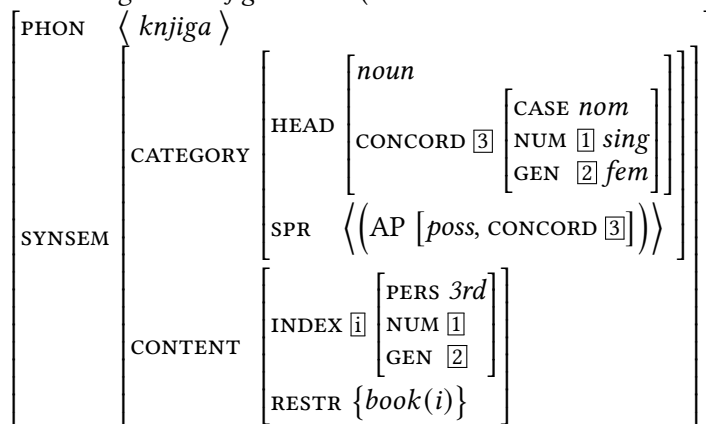 PHON ⟨ knjiga ⟩
noun
CASE nom
HEAD
CONCORD [3] NUM [1] sing
CATEGORY
GEN [2] fem
SYNSEM
SPR ⟨(AP [poss, CONCORD [3]])⟩
PERS 3rd
INDEX [i] NUM [1]
CONTENT
GEN [2]
RESTR {book(i)}